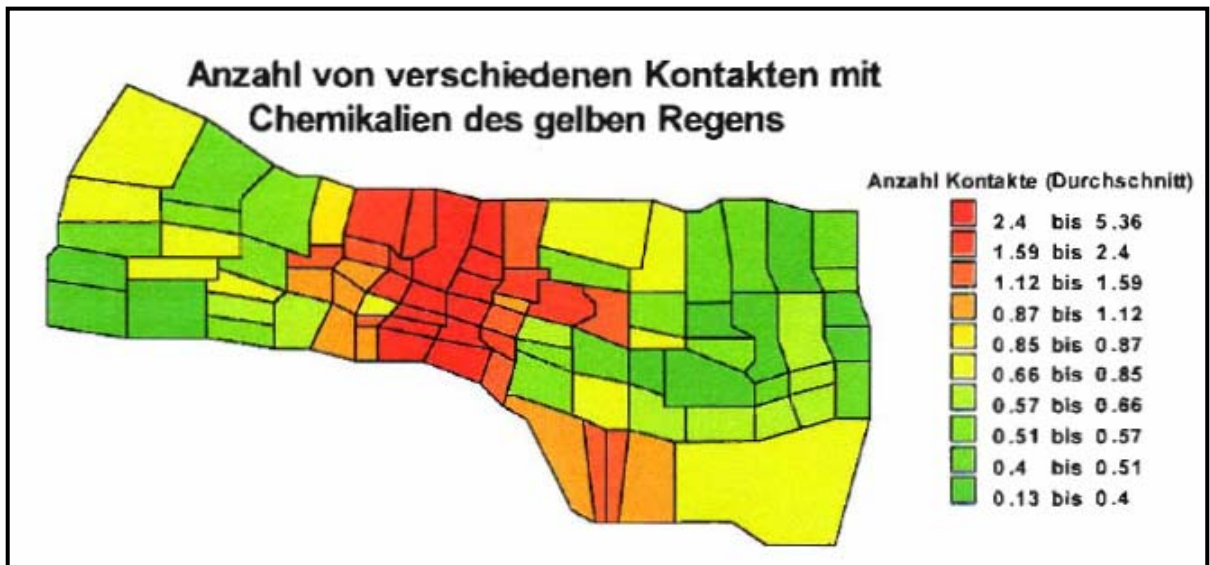 Anzahl von verschiedenen Kontakten mit
Chemikalien des gelben Regens
Anzahl Kontakte (Durchschnitt)
2.4 bis 5.36
1.59 bis 2.4
1.12 bis 1.59
0.87 bis 1.12
0.85 bis 0.87
0.66 bis 0.85
0.57 bis 0.66
0.51 bis 0.57
0.4 bis 0.51
0.13 bis 0.4